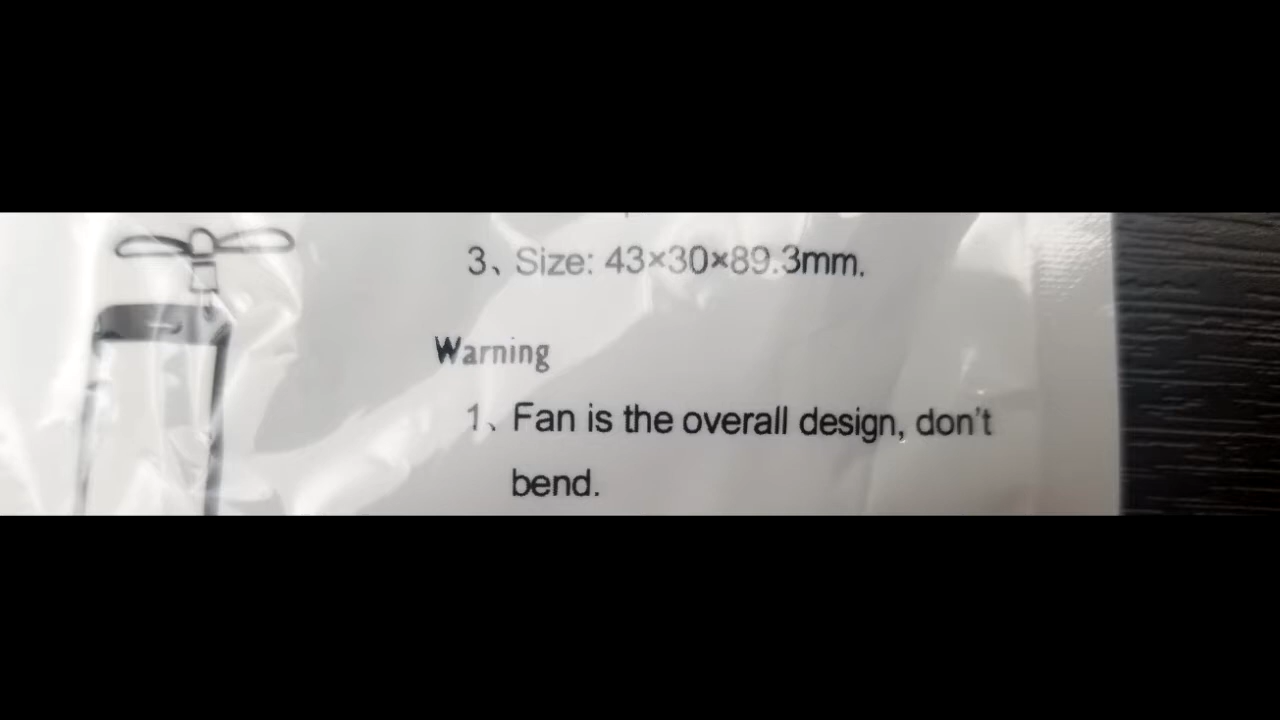 3、Size: 43×30×89.3mm.
Warning
1、Fan is the overall design, don't
bend.